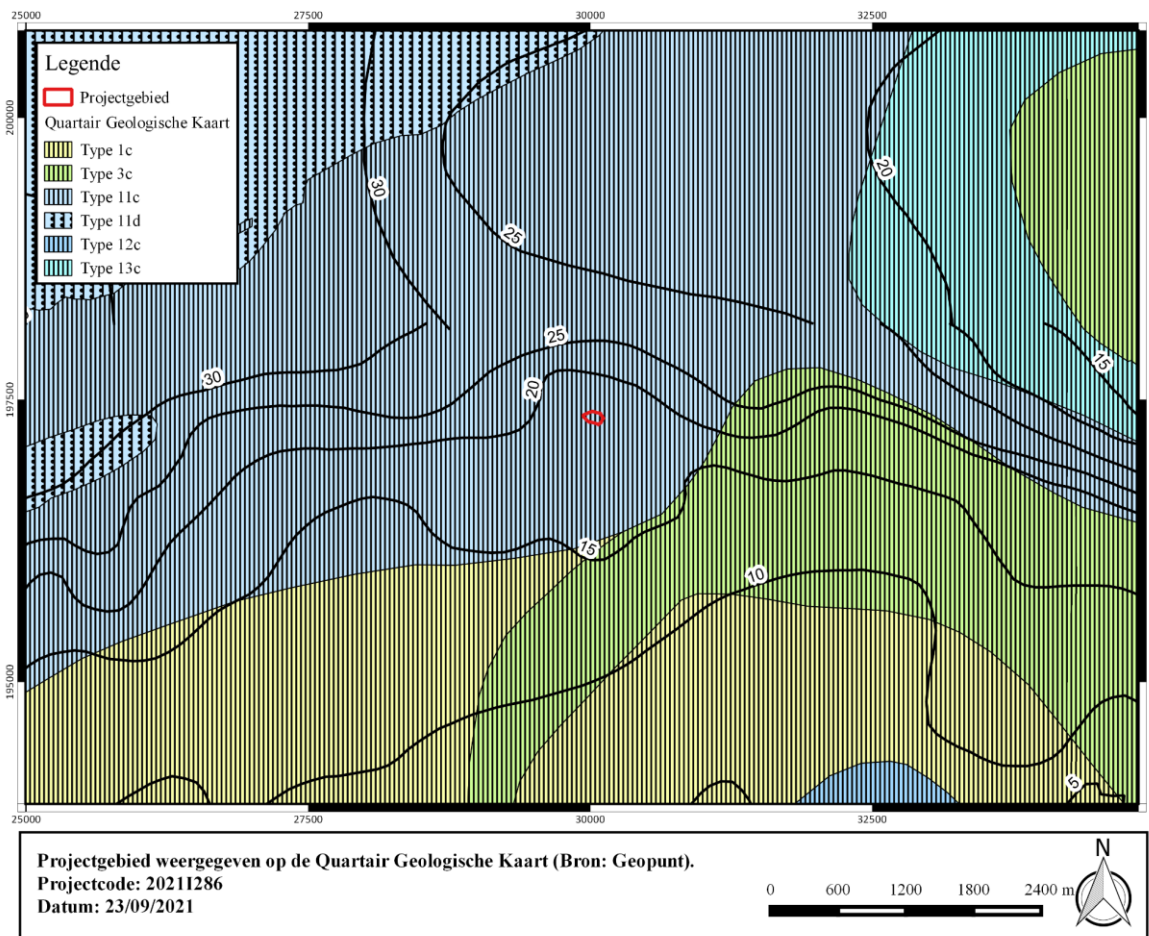 25000 27500 30000 32500
200000
197500
195000
Legende
Projectgebied
Quartair Geologische Kaart
Type 1c
Type 3c
Type 11c
Type 11d
Type 12c
Type 13c
30
25
20
25
30
20
15
15
10
5
25000 27500 30000 32500
Projectgebied weergegeven op de Quartair Geologische Kaart (Bron: Geopunt).
Projectcode: 2021I286
Datum: 23/09/2021
0 600 1200 1800 2400 m
N